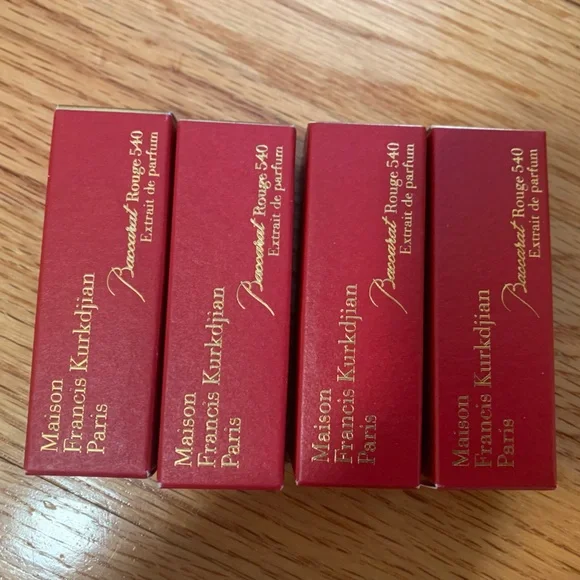 Maison
Francis Kurkdjian
Paris
Baccarat Rouge 540
Extrait de parfum
Maison
Francis Kurkdjian
Paris
Baccarat Rouge 540
Extrait de parfum
Maison
Francis Kurkdjian
Paris
Baccarat Rouge 540
Extrait de parfum
Maison
Francis Kurkdjian
Paris
Baccarat Rouge 540
Extrait de parfum